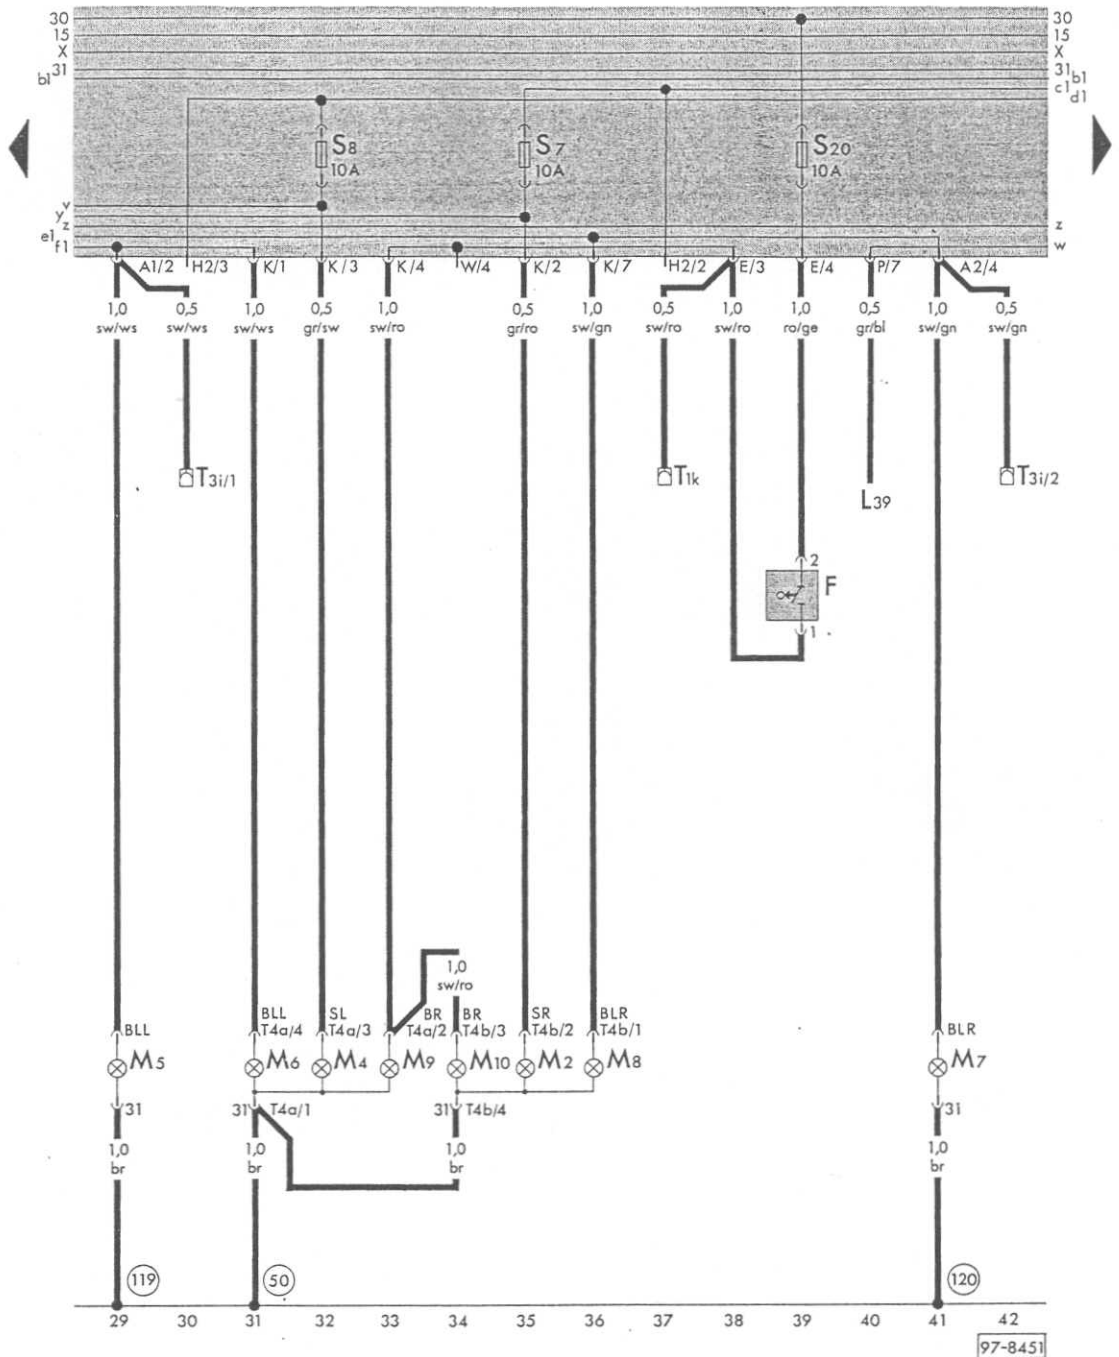 30 30
15 15
X X
31 31
b1 b1
c1
d1
S8 S7 S20
10A 10A 10A
v
y
z z
e1 w
f1
A1/2 H2/3 K/1 K/3 K/4 W/4 K/2 K/7 H2/2 E/3 E/4 P/7 A2/4
1,0 0,5 1,0 0,5 1,0 0,5 1,0 0,5 1,0 1,0 0,5 1,0 0,5
sw/ws sw/ws sw/ws gr/sw sw/ro gr/ro sw/gn sw/ro sw/ro ro/ge gr/bl sw/gn sw/gn
T3i/1 T1k T3i/2
L39
2
F
1
1,0
sw/ro
BLL SL BR BR SR BLR
BLL T4a/4 T4a/3 T4a/2 T4b/3 T4b/2 T4b/1 BLR
M5 M6 M4 M9 M10 M2 M8 M7
31 31 T4a/1 31 T4b/4 31
1,0 1,0 1,0 1,0
br br br br
119 50 120
29 30 31 32 33 34 35 36 37 38 39 40 41 42
97-8451